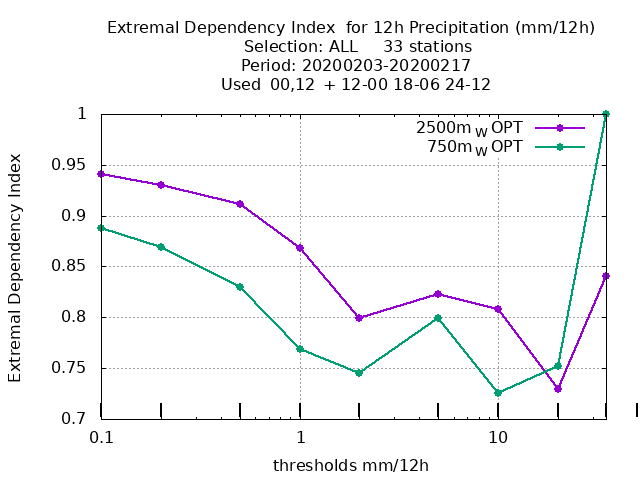 Extremal Dependency Index  for 12h Precipitation (mm/12h)
Selection: ALL     33 stations
Period: 20200203-20200217
Used  00,12  + 12-00 18-06 24-12
2500m W OPT
750m W OPT
1
0.95
0.9
0.85
0.8
0.75
0.7
Extremal Dependency Index
0.1 1 10
thresholds mm/12h